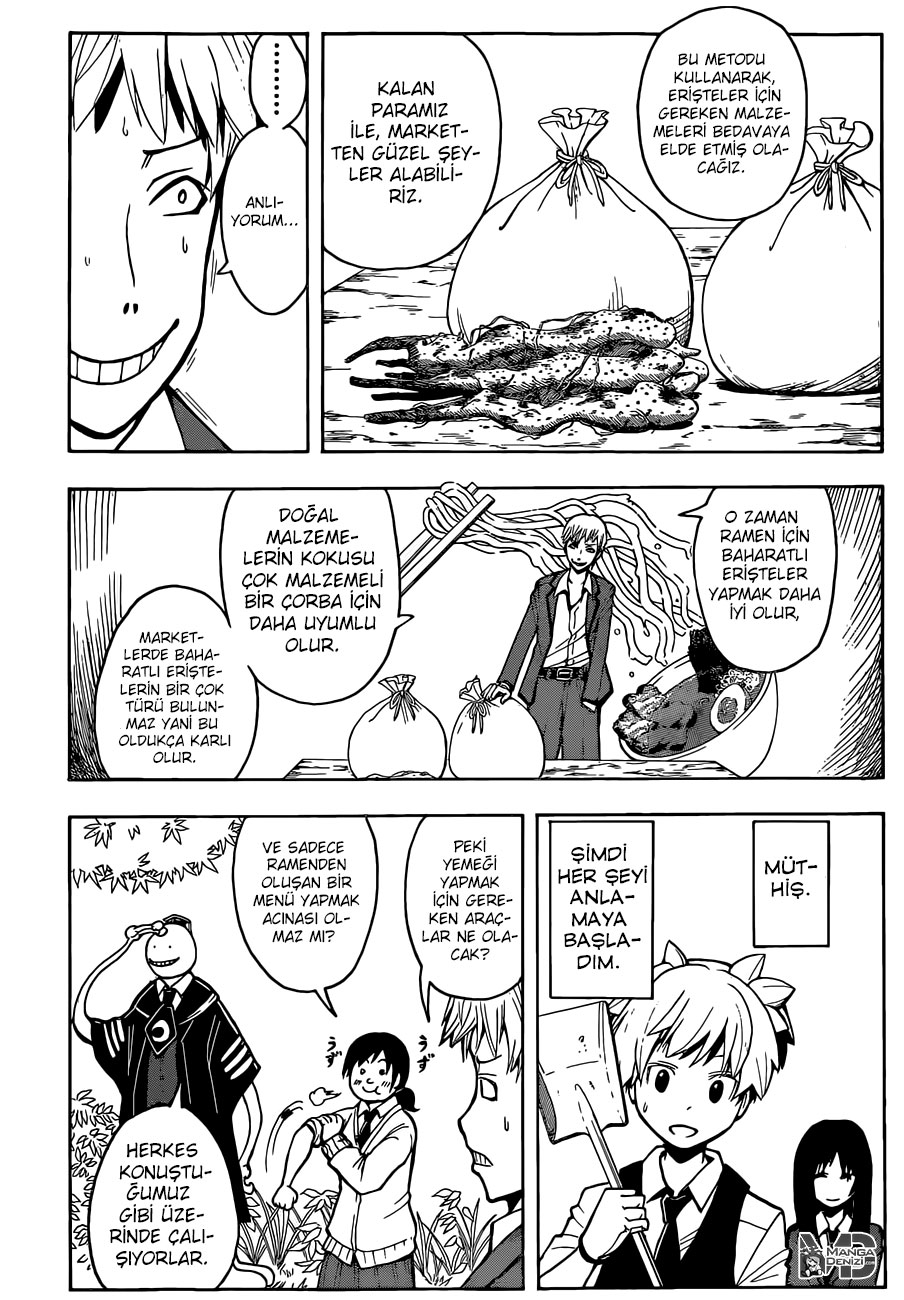 BU METODU
KULLANARAK,
ERİŞTELER İÇİN
GEREKEN MALZE-
MELERİ BEDAVAYA
ELDE ETMİŞ OLA-
CAĞIZ.
KALAN
PARAMIZ
İLE, MARKET-
TEN GÜZEL ŞEY-
LER ALABİLİ-
RİZ.
........
ANLI-
YORUM...
O ZAMAN
RAMEN İÇİN
BAHARATLI
ERİŞTELER
YAPMAK DAHA
İYİ OLUR,
DOĞAL
MALZEME-
LERİN KOKUSU
ÇOK MALZEMELİ
BİR ÇORBA İÇİN
DAHA UYUMLU
OLUR.
MARKET-
LERDE BAHA-
RATLI ERİŞTE-
LERİN BİR ÇOK
TÜRÜ BULUN-
MAZ YANİ BU
OLDUKÇA KARLI
OLUR.
MÜT-
HİŞ.
ŞİMDİ
HER ŞEYİ
ANLA-
MAYA
BAŞLA-
DIM.
PEKİ
YEMEĞİ
YAPMAK
İÇİN GERE-
KEN ARAÇ-
LAR NE OLA-
CAK?
VE SADECE
RAMENDEN
OLUŞAN BİR
MENÜ YAPMAK
ACINASI OL-
MAZ MI?
うずっ
うずっ
HERKES
KONUŞTU-
ĞUMUZ
GİBİ ÜZE-
RİNDE ÇALI-
ŞIYORLAR.
MD
MANGA
DENİZİ.com